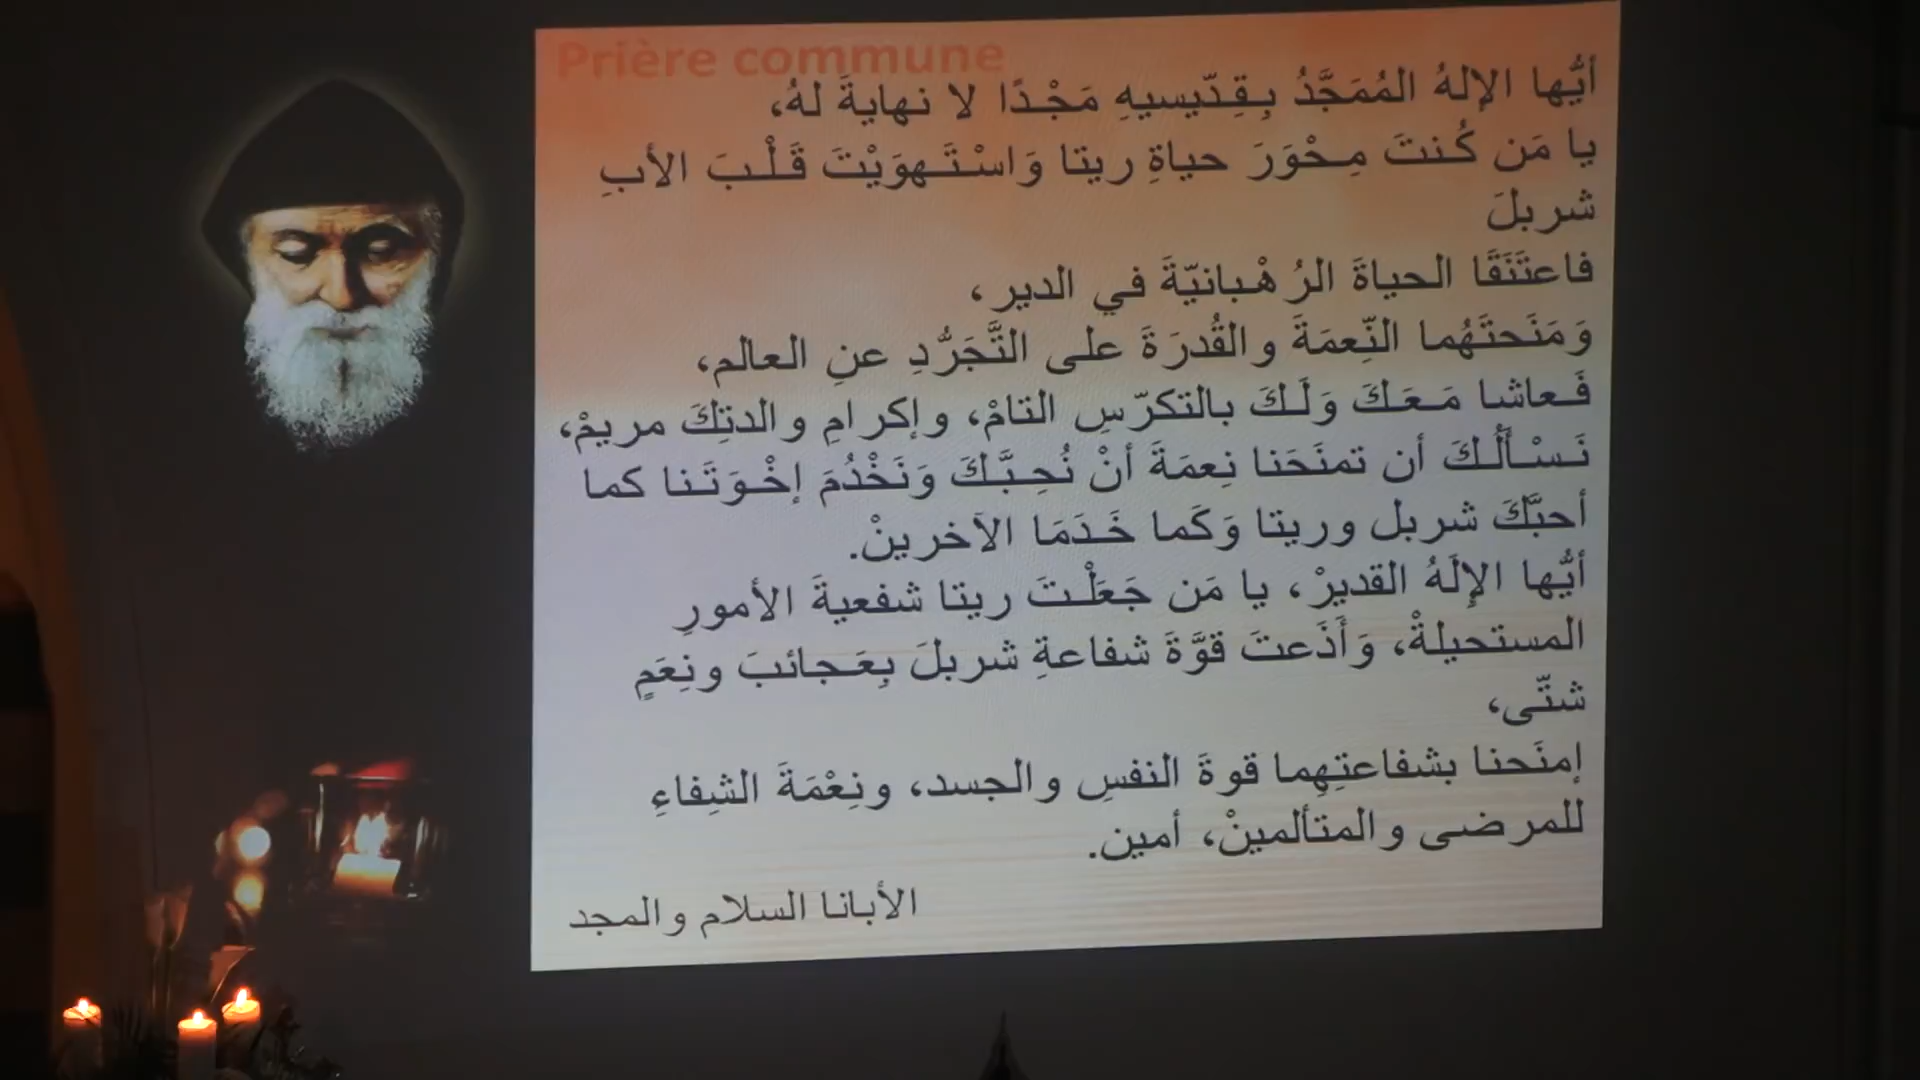 Prière commune
أيُّها الإلهُ المُمَجَّدُ بِقِدّيسيهِ مَجْدًا لا نهايةَ لهُ،
يا مَن كُنتَ مِحْوَرَ حياةِ ريتا وَاسْتَهوَيْتَ قَلْبَ الأبِ
شربلَ
فاعتَنَقَا الحياةَ الرُهْبانيّةَ في الدير،
وَمَنَحتَهُما النِّعمَةَ والقُدرَةَ على التَّجَرُّدِ عنِ العالم،
فَعاشا مَعَكَ وَلَكَ بالتكرّسِ التامْ، وإكرامِ والدتِكَ مريمْ،
نَسْأَلُكَ أن تمنَحَنا نِعمَةَ أنْ نُحِبَّكَ وَنَخْدُمَ إخْوَتَنا كما
أحبَّكَ شربل وريتا وَكَما خَدَمَا الآخرينْ.
أيُّها الإلَهُ القديرْ، يا مَن جَعَلْتَ ريتا شفعيةَ الأمورِ
المستحيلةْ، وَأَذَعتَ قوَّةَ شفاعةِ شربلَ بِعَجائبَ ونِعَمٍ
شتّى،
إمنَحنا بشفاعتِهِما قوةَ النفسِ والجسد، ونِعْمَةَ الشِفاءِ
للمرضى والمتألمينْ، أمين.
الأبانا السلام والمجد